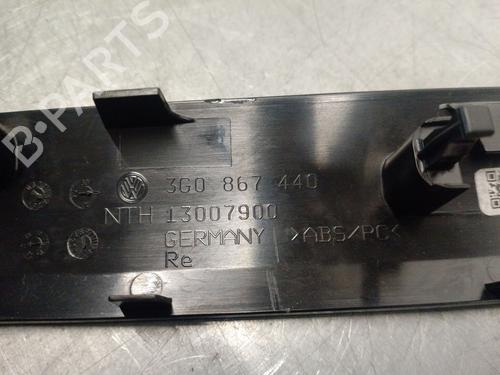 B-PARTS
3G0 867 440
NTH 13007900
GERMANY >ABS/PC<
Re